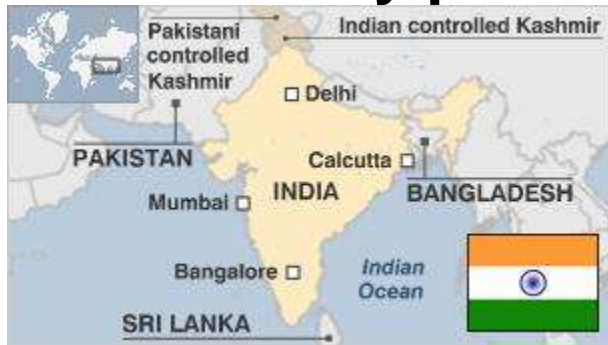 Pakistani
controlled
Kashmir
Indian controlled Kashmir
Delhi
PAKISTAN
Calcutta
INDIA
BANGLADESH
Mumbai
Bangalore
Indian
Ocean
SRI LANKA